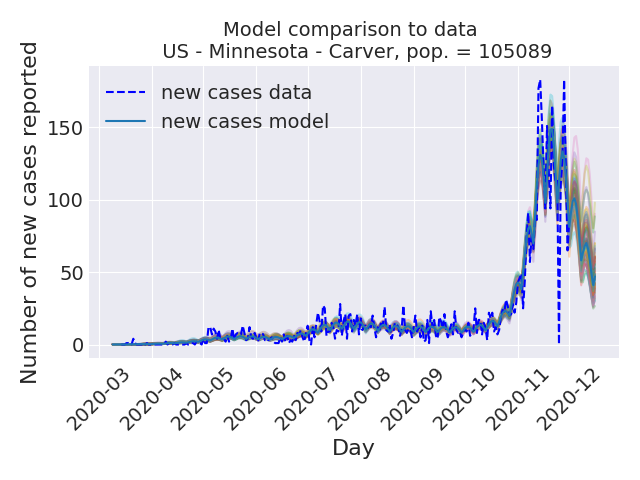 Model comparison to data
US - Minnesota - Carver, pop. = 105089
new cases data
new cases model
Number of new cases reported
150
100
50
0
2020-03
2020-04
2020-05
2020-06
2020-07
2020-08
2020-09
2020-10
2020-11
2020-12
Day